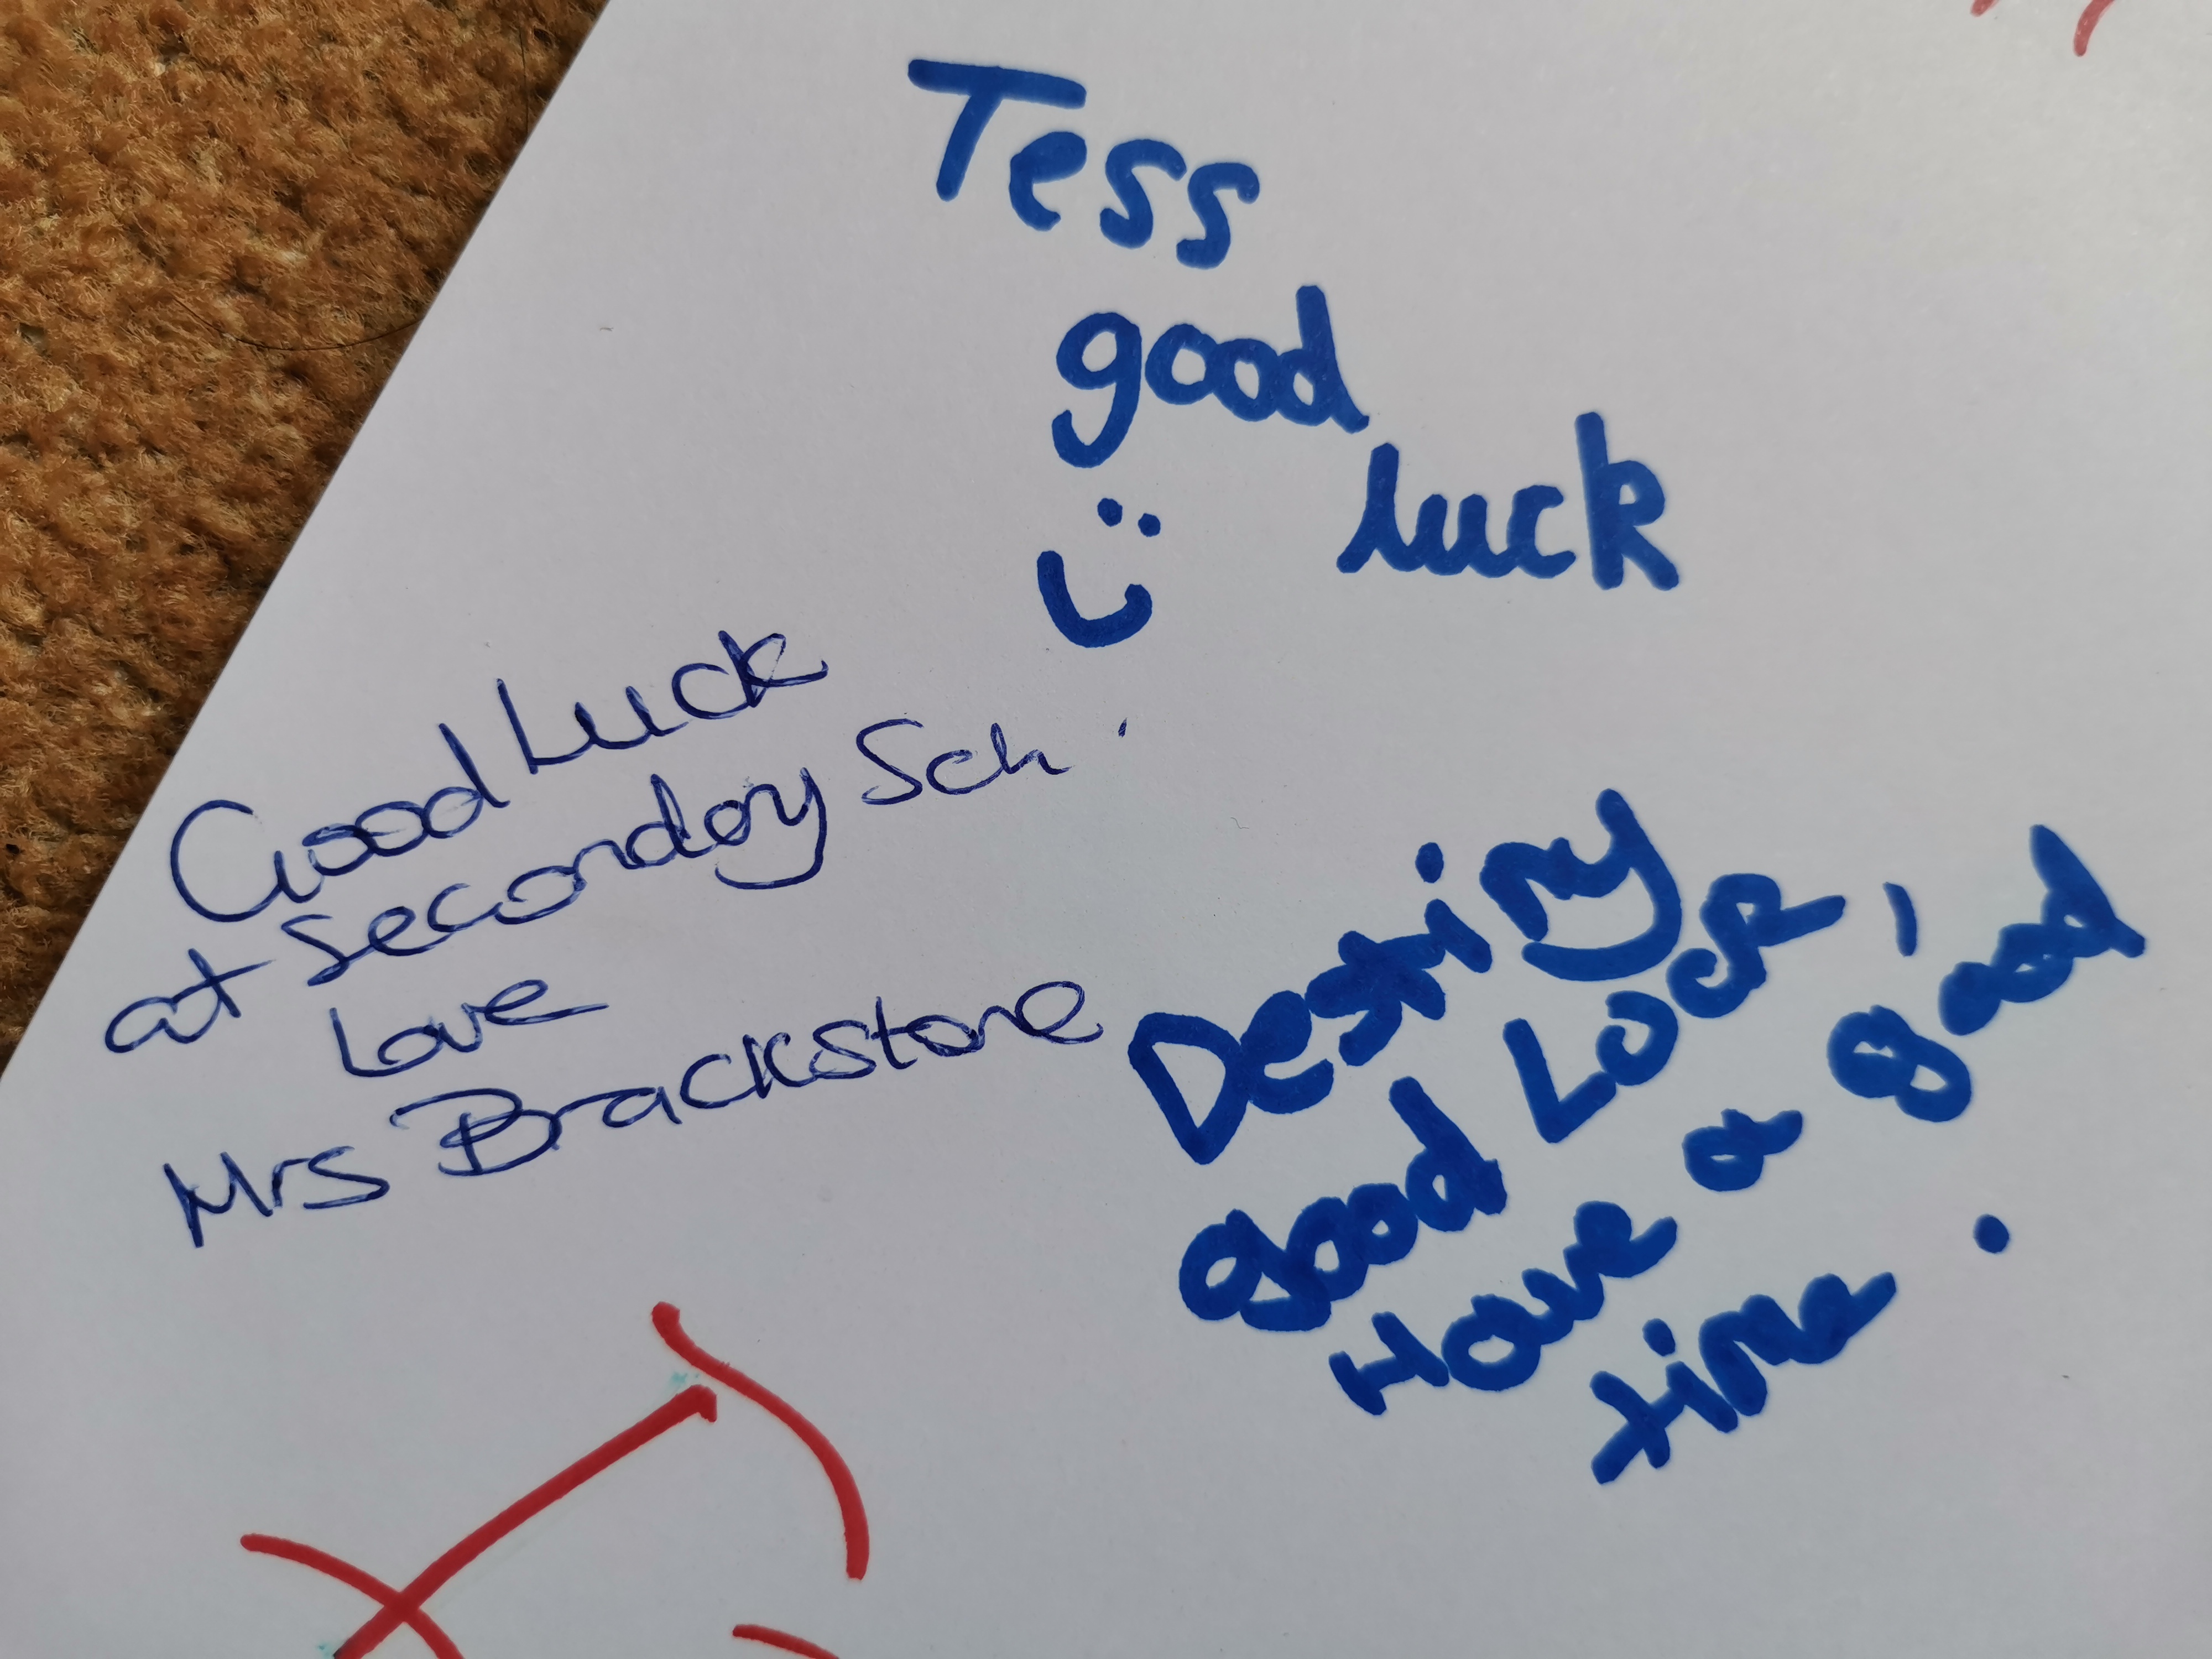 Tess
good
luck
Good Luck
at secondary Sch.
Love
Mrs Brackstone
Destiny
good Luck,
Have a good
time.